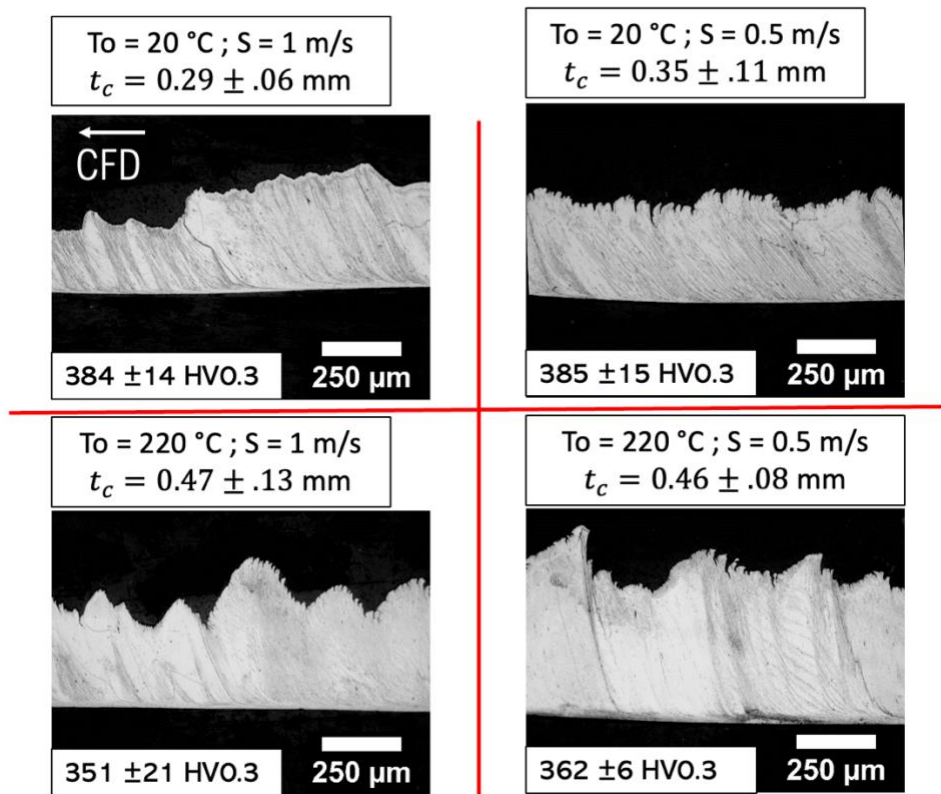 To = 20 °C ; S = 1 m/s
t_c = 0.29 ± .06 mm
CFD
384 ±14 HV0.3
250 µm
To = 20 °C ; S = 0.5 m/s
t_c = 0.35 ± .11 mm
385 ±15 HV0.3
250 µm
To = 220 °C ; S = 1 m/s
t_c = 0.47 ± .13 mm
351 ±21 HV0.3
250 µm
To = 220 °C ; S = 0.5 m/s
t_c = 0.46 ± .08 mm
362 ±6 HV0.3
250 µm